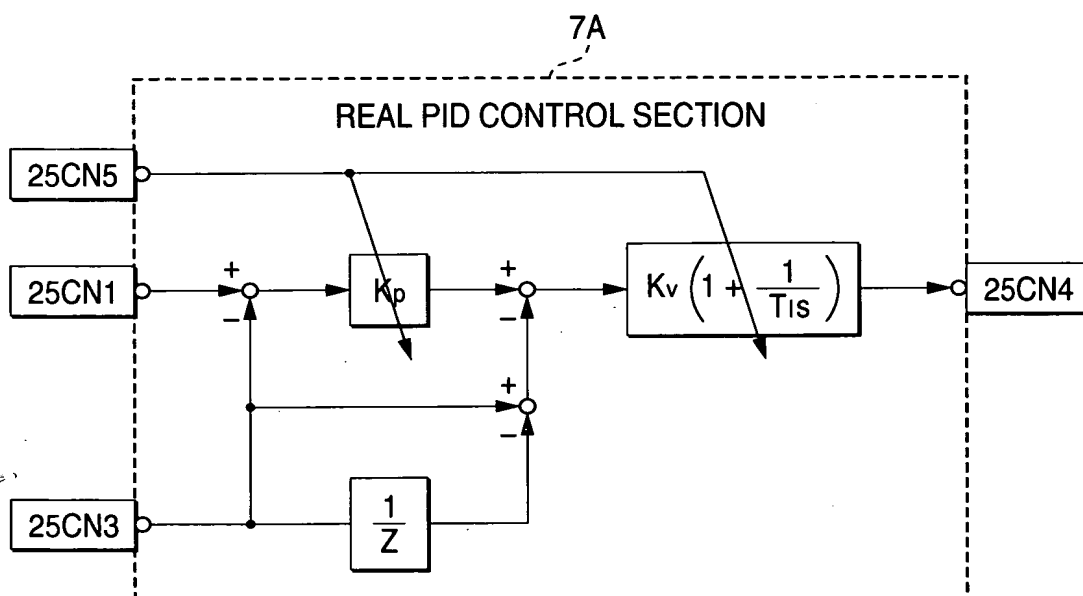 7A
REAL PID CONTROL SECTION
25CN5
25CN1
+
−
Kp
+
−
Kv (1 + 1/TIs)
25CN4
+
−
25CN3
1/Z